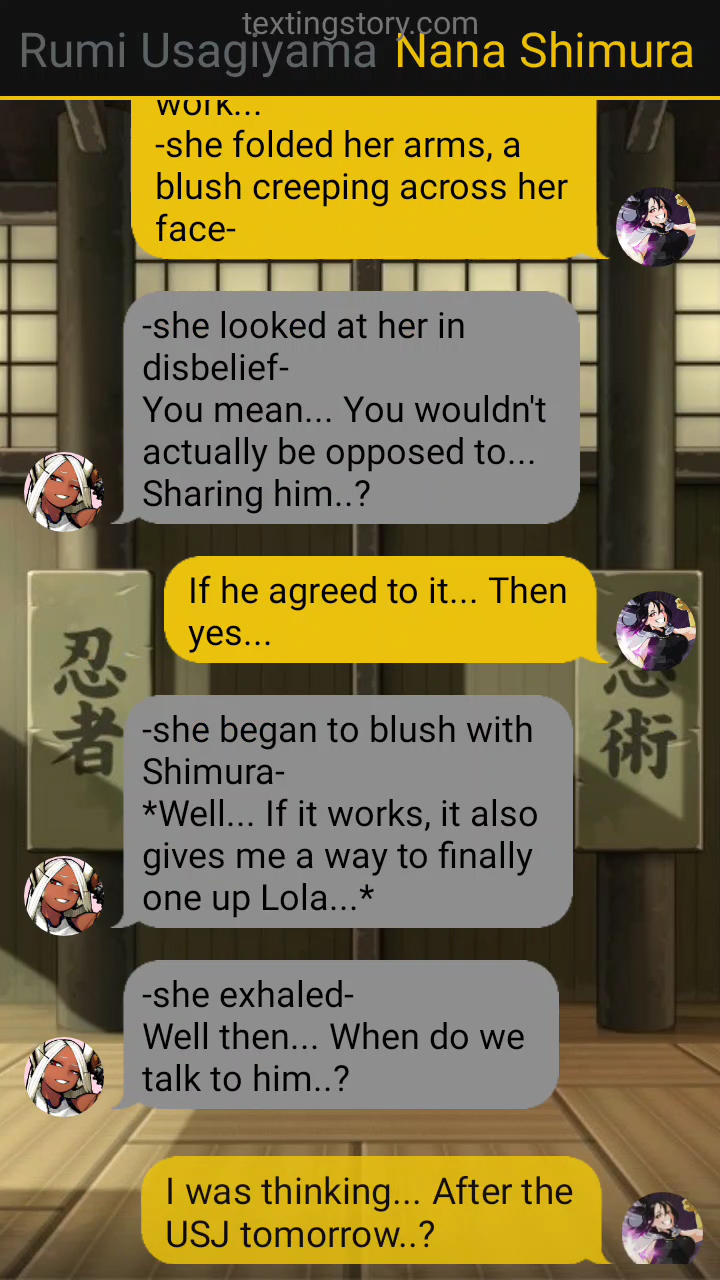 textingstory.com
Rumi Usagiyama Nana Shimura
work...
-she folded her arms, a
blush creeping across her
face-
-she looked at her in
disbelief-
You mean... You wouldn't
actually be opposed to...
Sharing him..?
If he agreed to it... Then
yes...
忍者
忍術
-she began to blush with
Shimura-
*Well... If it works, it also
gives me a way to finally
one up Lola...*
-she exhaled-
Well then... When do we
talk to him..?
I was thinking... After the
USJ tomorrow..?